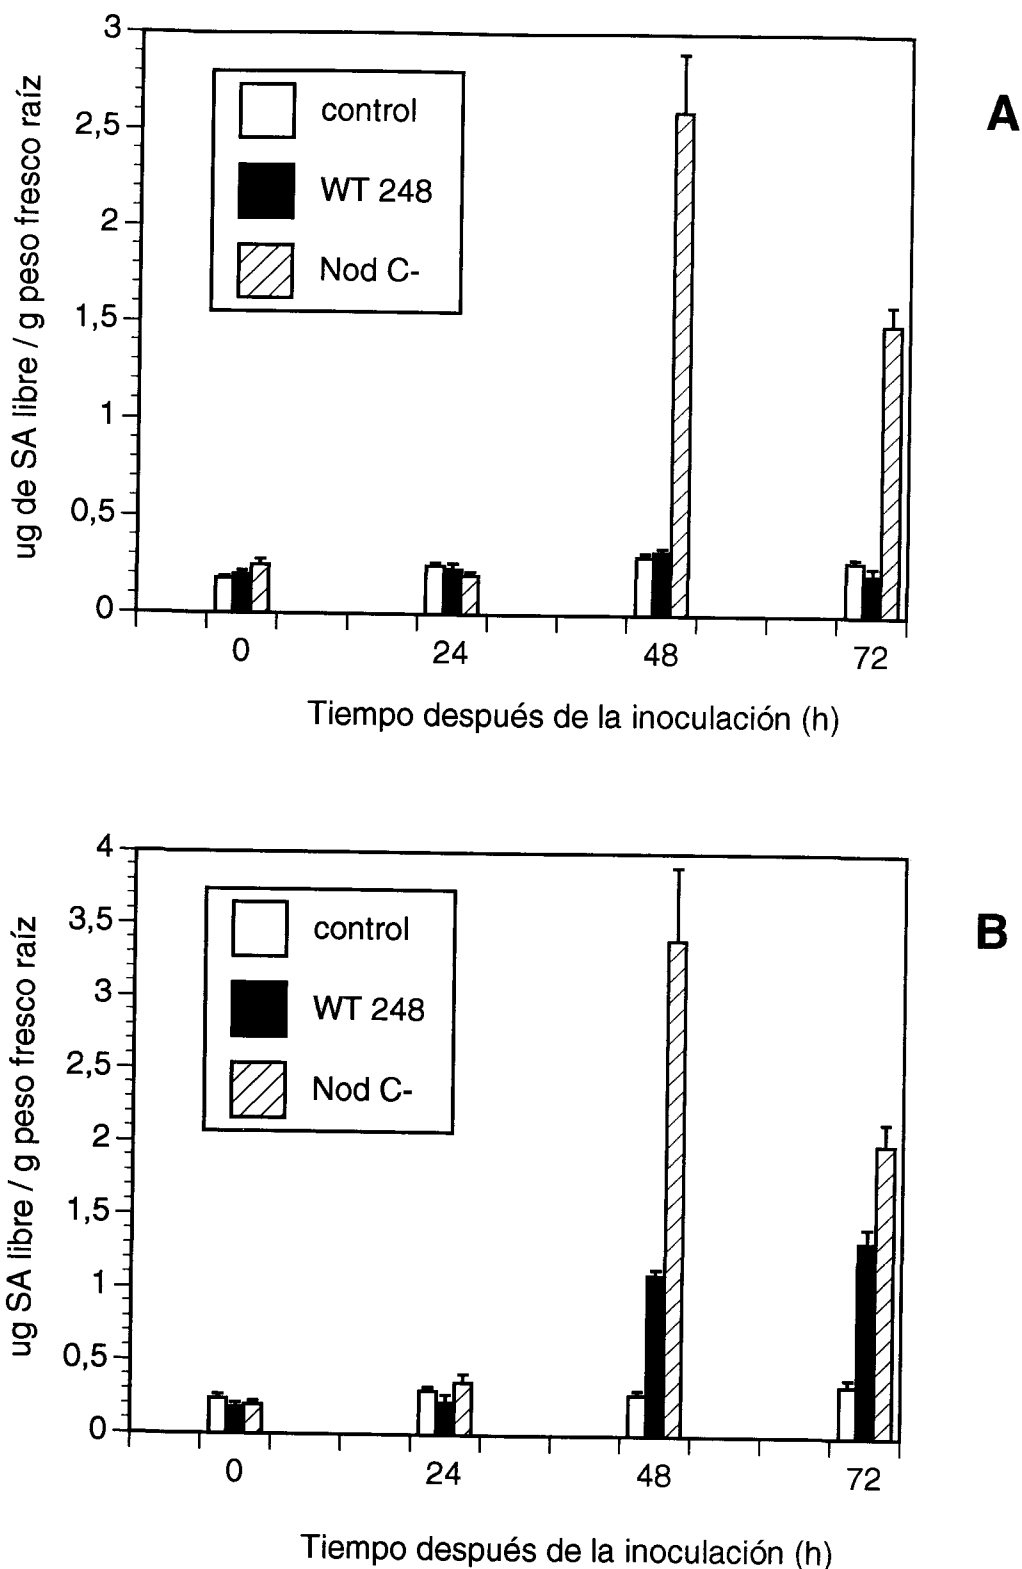 A
ug de SA libre / g peso fresco raíz
3
2,5
2
1,5
1
0,5
0
control
WT 248
Nod C-
0 24 48 72
Tiempo después de la inoculación (h)
B
ug SA libre / g peso fresco raíz
4
3,5
3
2,5
2
1,5
1
0,5
0
control
WT 248
Nod C-
0 24 48 72
Tiempo después de la inoculación (h)